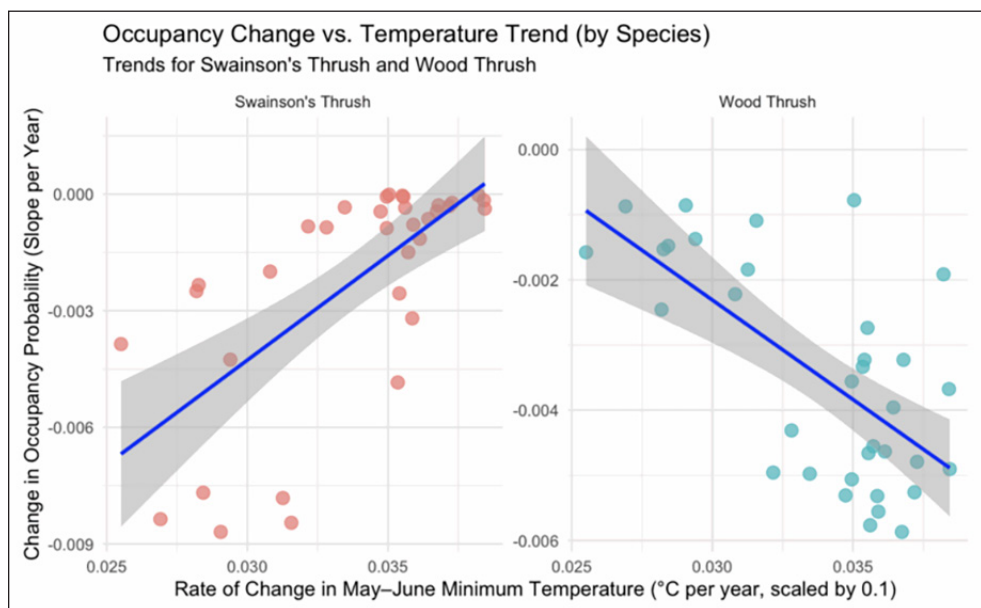 Occupancy Change vs. Temperature Trend (by Species)
Trends for Swainson's Thrush and Wood Thrush
Swainson's Thrush
Wood Thrush
Change in Occupancy Probability (Slope per Year)
0.000
-0.003
-0.006
-0.009
0.025
0.030
0.035
0.000
-0.002
-0.004
-0.006
0.025
0.030
0.035
Rate of Change in May–June Minimum Temperature (°C per year, scaled by 0.1)